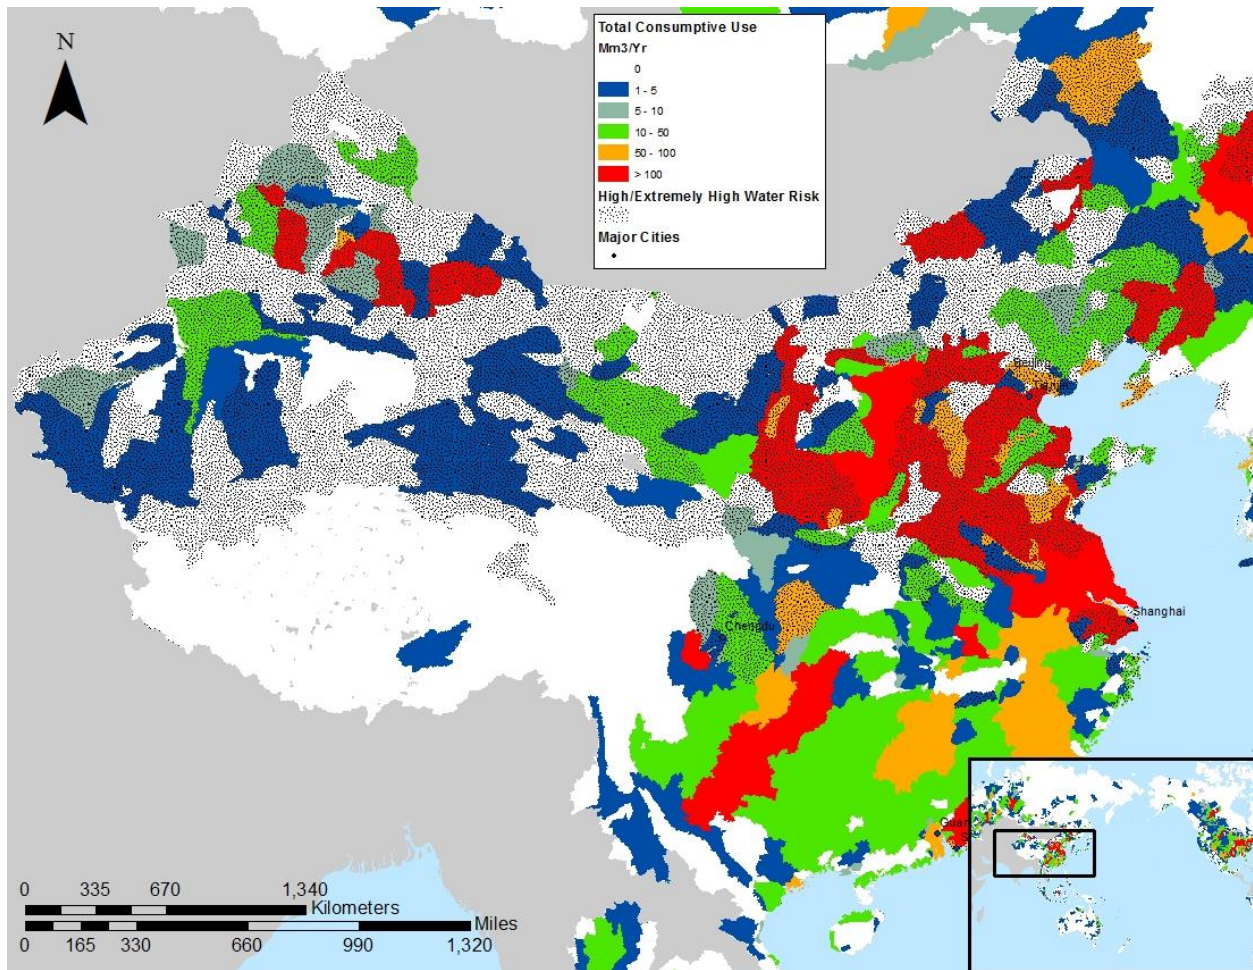 N
Total Consumptive Use
Mm3/Yr
0
1 - 5
5 - 10
10 - 50
50 - 100
> 100
High/Extremely High Water Risk
Major Cities
Shanghai
Chengdu
Guan
S
0 335 670 1,340
Kilometers
Miles
0 165 330 660 990 1,320